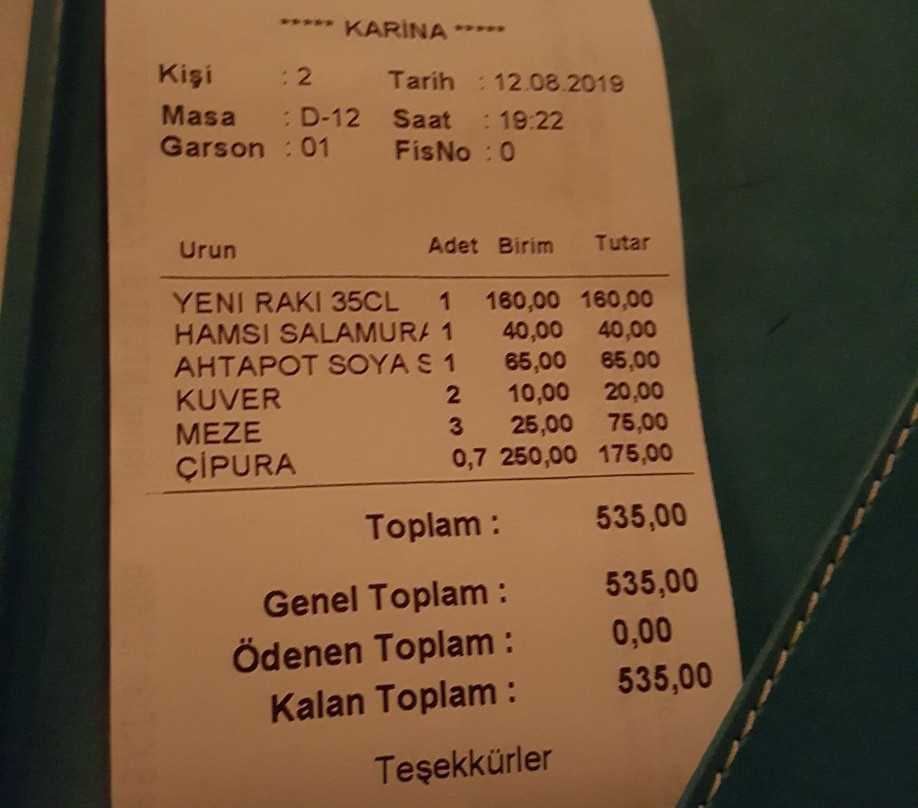 ***** KARİNA *****
Kişi : 2 Tarih : 12.08.2019
Masa : D-12 Saat : 19:22
Garson : 01 FisNo : 0
Urun Adet Birim Tutar
YENI RAKI 35CL 1 160,00 160,00
HAMSI SALAMURA 1 40,00 40,00
AHTAPOT SOYA S 1 65,00 65,00
KUVER 2 10,00 20,00
MEZE 3 25,00 75,00
ÇİPURA 0,7 250,00 175,00
Toplam : 535,00
Genel Toplam : 535,00
Ödenen Toplam : 0,00
Kalan Toplam : 535,00
Teşekkürler